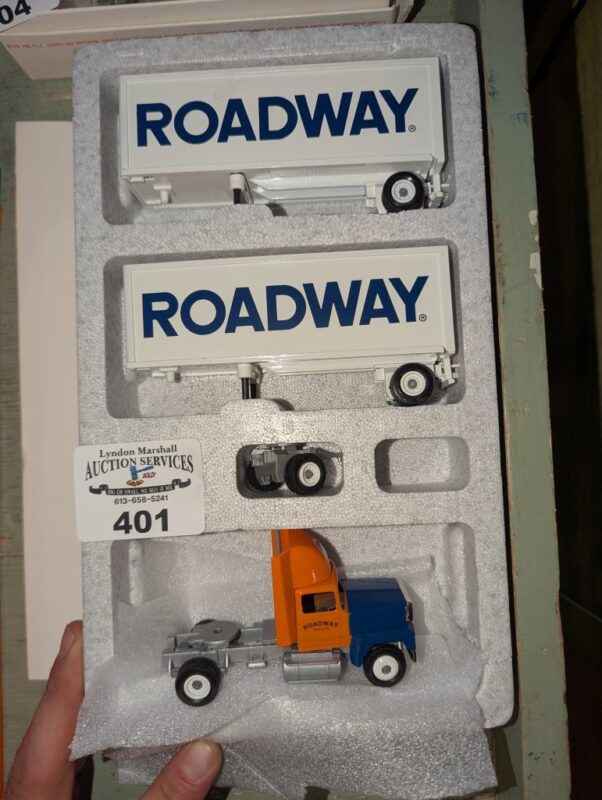 04
ROADWAY®
ROADWAY®
Lyndon Marshall
AUCTION SERVICES
613-658-5241
401
ROADWAY